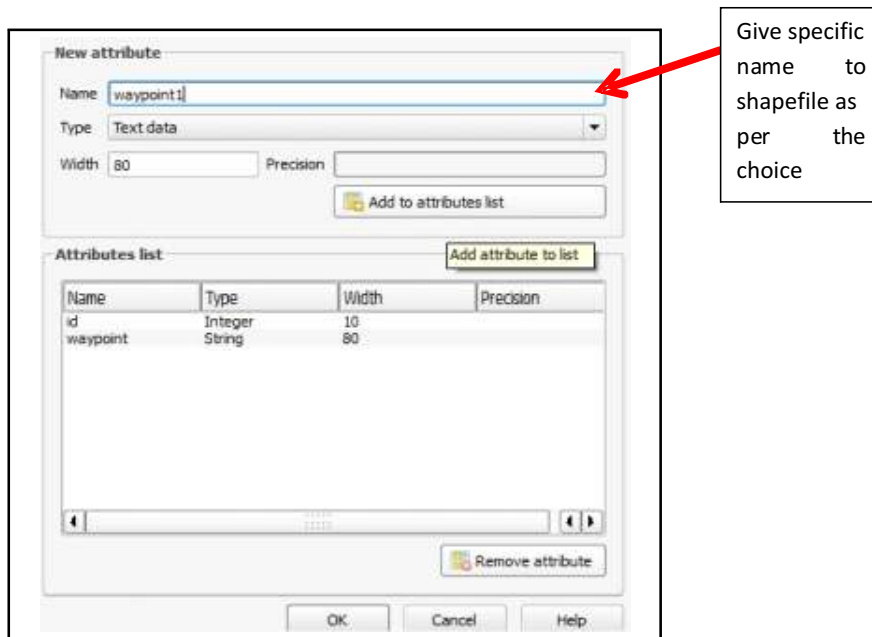 New attribute
Name waypoint1
Type Text data
Width 80 Precision
Add to attributes list
Attributes list
Add attribute to list
Name Type Width Precision
id Integer 10
waypoint String 80
Remove attribute
OK Cancel Help
Give specific
name to
shapefile as
per the
choice